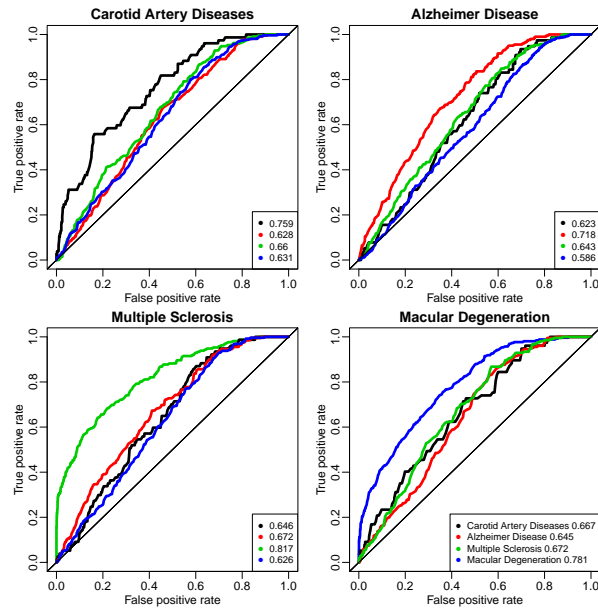 Carotid Artery Diseases
True positive rate
0.0 0.2 0.4 0.6 0.8 1.0
0.759
0.628
0.66
0.631
0.0 0.2 0.4 0.6 0.8 1.0
False positive rate
Alzheimer Disease
True positive rate
0.0 0.2 0.4 0.6 0.8 1.0
0.623
0.718
0.643
0.586
0.0 0.2 0.4 0.6 0.8 1.0
False positive rate
Multiple Sclerosis
True positive rate
0.0 0.2 0.4 0.6 0.8 1.0
0.646
0.672
0.817
0.626
0.0 0.2 0.4 0.6 0.8 1.0
False positive rate
Macular Degeneration
True positive rate
0.0 0.2 0.4 0.6 0.8 1.0
Carotid Artery Diseases 0.667
Alzheimer Disease 0.645
Multiple Sclerosis 0.672
Macular Degeneration 0.781
0.0 0.2 0.4 0.6 0.8 1.0
False positive rate